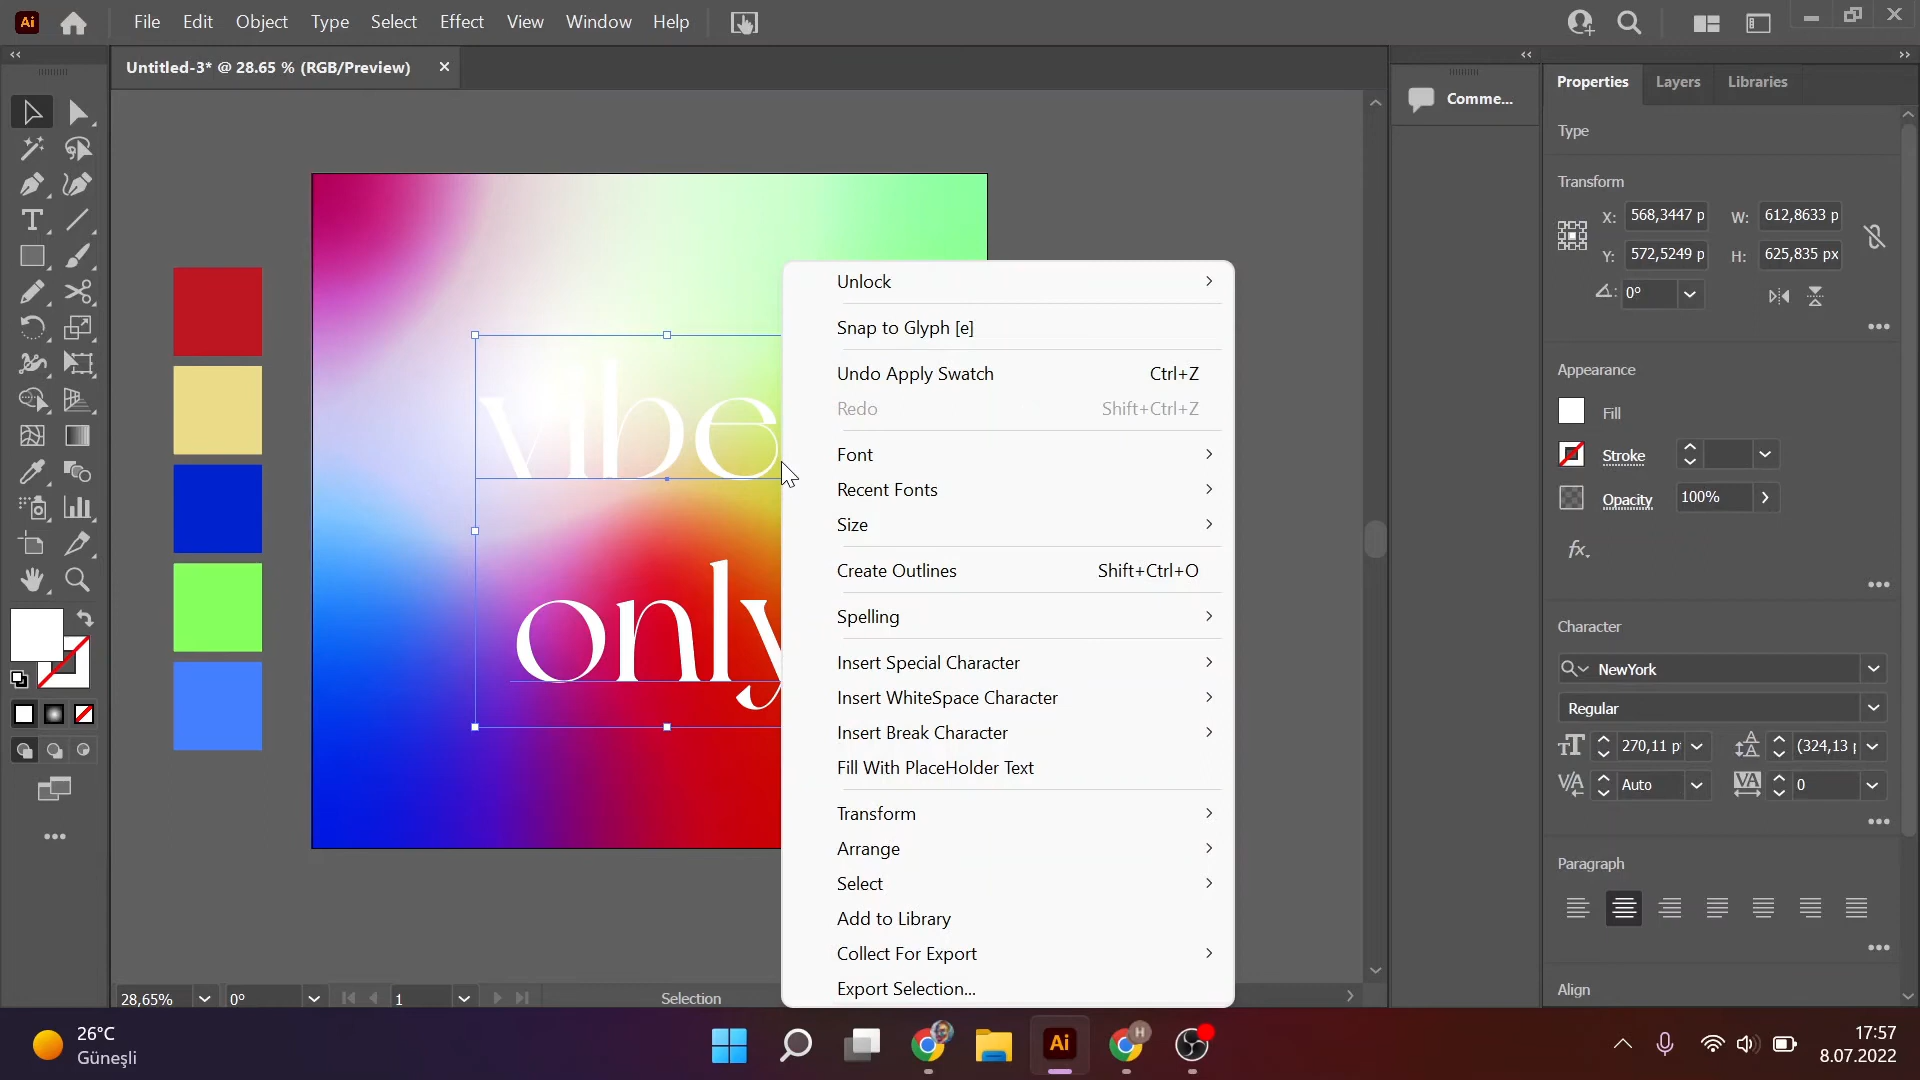 Ai File Edit Object Type Select Effect View Window Help
Untitled-3* @ 28.65 % (RGB/Preview) ×
Comme...
Properties Layers Libraries
Type
Transform
X: 568,3447 p W: 612,8633 p
Y: 572,5249 p H: 625,835 px
0°
Appearance
Fill
Stroke
Opacity 100%
fx.
Character
NewYork
Regular
270,11 p (324,13 p
Auto 0
Paragraph
Align
vibe
only
Unlock
Snap to Glyph [e]
Undo Apply Swatch Ctrl+Z
Redo Shift+Ctrl+Z
Font
Recent Fonts
Size
Create Outlines Shift+Ctrl+O
Spelling
Insert Special Character
Insert WhiteSpace Character
Insert Break Character
Fill With PlaceHolder Text
Transform
Arrange
Select
Add to Library
Collect For Export
Export Selection...
28,65% 0° 1 Selection
26°C
Güneşli
Ai
H
17:57
8.07.2022